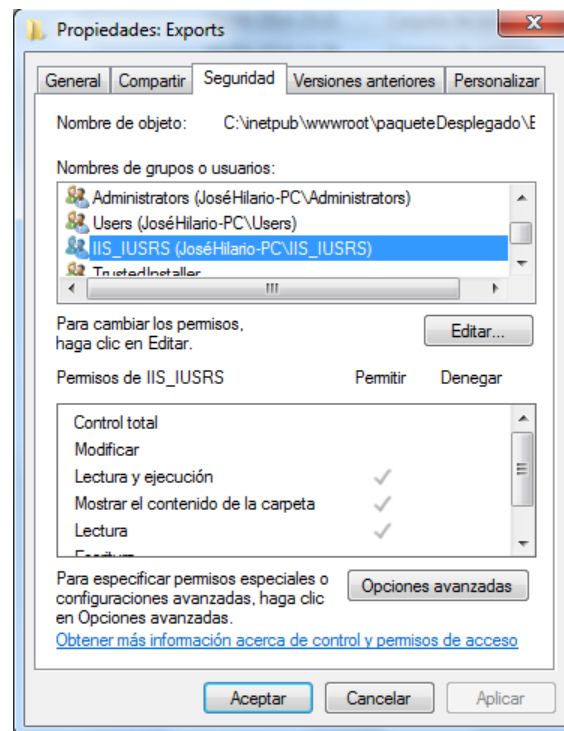 Propiedades: Exports
General Compartir Seguridad Versiones anteriores Personalizar
Nombre de objeto: C:\inetpub\wwwroot\paqueteDesplegado\E
Nombres de grupos o usuarios:
Administrators (JoséHilario-PC\Administrators)
Users (JoséHilario-PC\Users)
IIS_IUSRS (JoséHilario-PC\IIS_IUSRS)
TrustedInstaller
Para cambiar los permisos,
haga clic en Editar.
Editar...
Permisos de IIS_IUSRS Permitir Denegar
Control total
Modificar
Lectura y ejecución
Mostrar el contenido de la carpeta
Lectura
Escritura
Para especificar permisos especiales o
configuraciones avanzadas, haga clic
en Opciones avanzadas.
Opciones avanzadas
Obtener más información acerca de control y permisos de acceso
Aceptar Cancelar Aplicar